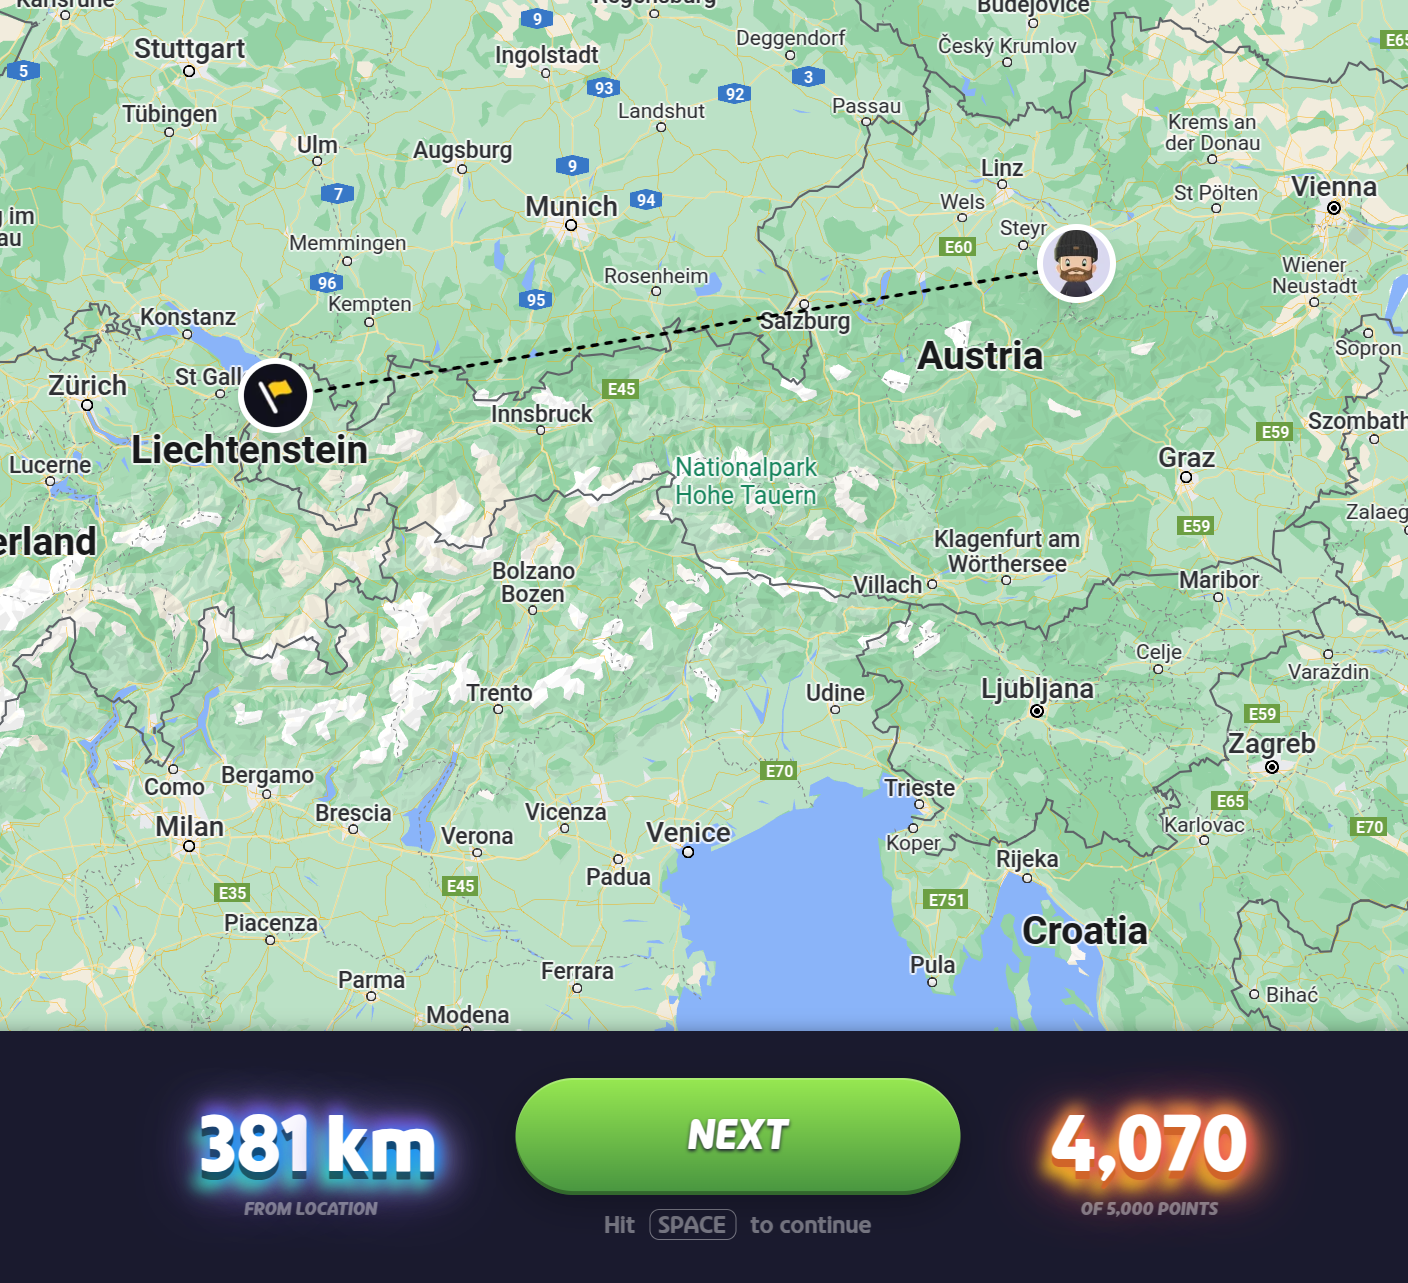 Karlsruhe
Regensburg
Budějovice
9
Stuttgart
Ingolstadt
Deggendorf
Český Krumlov
5
93
92
3
Tübingen
Landshut
Passau
Krems an
der Donau
Ulm
Augsburg
9
Linz
7
Munich
94
Wels
St Pölten
Vienna
g im
au
Memmingen
Steyr
E60
Rosenheim
Wiener
Neustadt
96
95
Kempten
Konstanz
Salzburg
Sopron
Zürich
St Gall
Austria
E45
Innsbruck
Szombath
E59
Liechtenstein
Lucerne
Nationalpark
Hohe Tauern
Graz
E59
Zalaeg
erland
Klagenfurt am
Wörthersee
Bolzano
Bozen
Villach
Maribor
Celje
Varaždin
Trento
Udine
Ljubljana
E59
Zagreb
E70
Como
Bergamo
Trieste
E65
Brescia
Vicenza
Milan
Verona
Venice
Koper
Karlovac
E70
Rijeka
Padua
E35
E45
E751
Piacenza
Croatia
Parma
Ferrara
Pula
Bihać
Modena
381 km
FROM LOCATION
NEXT
Hit SPACE to continue
4,070
OF 5,000 POINTS